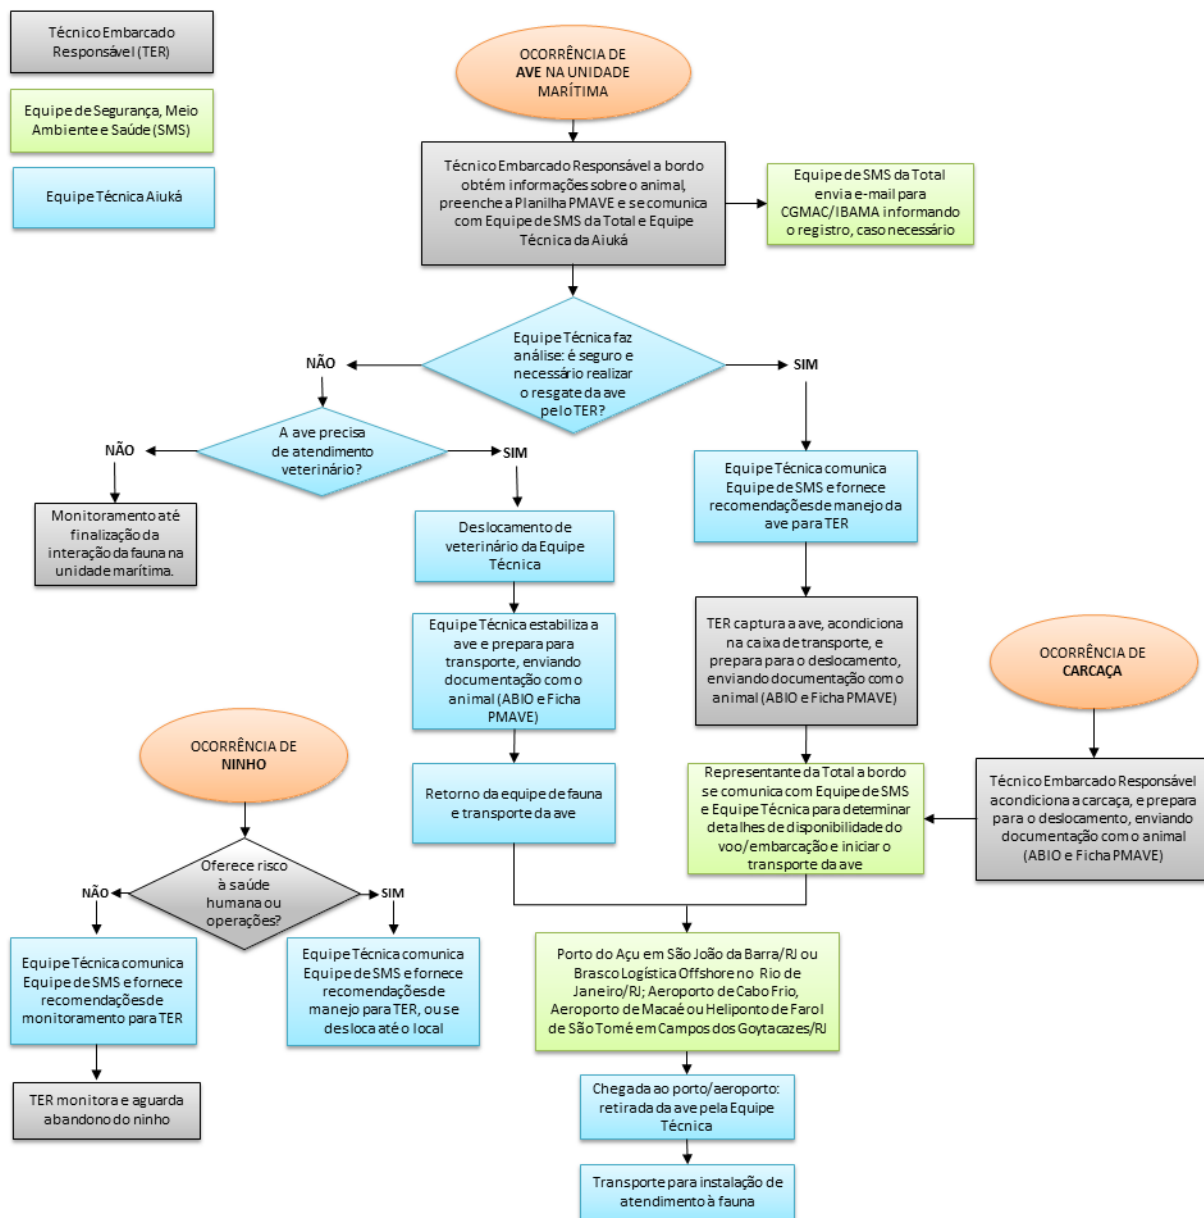 Técnico Embarcado
Responsável (TER)
Equipe de Segurança, Meio
Ambiente e Saúde (SMS)
Equipe Técnica Aiuká
OCORRÊNCIA DE
AVE NA UNIDADE
MARÍTIMA
Técnico Embarcado Responsável a bordo
obtém informações sobre o animal,
preenche a Planilha PMAVE e se comunica
com Equipe de SMS da Total e Equipe
Técnica da Aiuká
Equipe de SMS da Total
envia e-mail para
CGMAC/IBAMA informando
o registro, caso necessário
Equipe Técnica faz
análise: é seguro e
necessário realizar
o resgate da ave
pelo TER?
NÃO
SIM
A ave precisa
de atendimento
veterinário?
NÃO
SIM
Monitoramento até
finalização da
interação da fauna na
unidade marítima.
Deslocamento de
veterinário da Equipe
Técnica
Equipe Técnica estabiliza a
ave e prepara para
transporte, enviando
documentação com o
animal (ABIO e Ficha
PMAVE)
Retorno da equipe de fauna
e transporte da ave
Equipe Técnica comunica
Equipe de SMS e fornece
recomendações de manejo da
ave para TER
TER captura a ave, acondiciona
na caixa de transporte, e
prepara para o deslocamento,
enviando documentação com o
animal (ABIO e Ficha PMAVE)
Representante da Total a bordo
se comunica com Equipe de SMS
e Equipe Técnica para determinar
detalhes de disponibilidade do
voo/embarcação e iniciar o
transporte da ave
OCORRÊNCIA DE
CARCAÇA
Técnico Embarcado Responsável
acondiciona a carcaça, e prepara
para o deslocamento, enviando
documentação com o animal
(ABIO e Ficha PMAVE)
OCORRÊNCIA DE
NINHO
Oferece risco
à saúde
humana ou
operações?
NÃO
SIM
Equipe Técnica comunica
Equipe de SMS e fornece
recomendações de
monitoramento para TER
Equipe Técnica comunica
Equipe de SMS e fornece
recomendações de
manejo para TER, ou se
desloca até o local
TER monitora e aguarda
abandono do ninho
Porto do Açu em São João da Barra/RJ ou
Brasco Logística Offshore no Rio de
Janeiro/RJ; Aeroporto de Cabo Frio,
Aeroporto de Macaé ou Heliponto de Farol
de São Tomé em Campos dos Goytacazes/RJ
Chegada ao porto/aeroporto:
retirada da ave pela Equipe
Técnica
Transporte para instalação de
atendimento à fauna